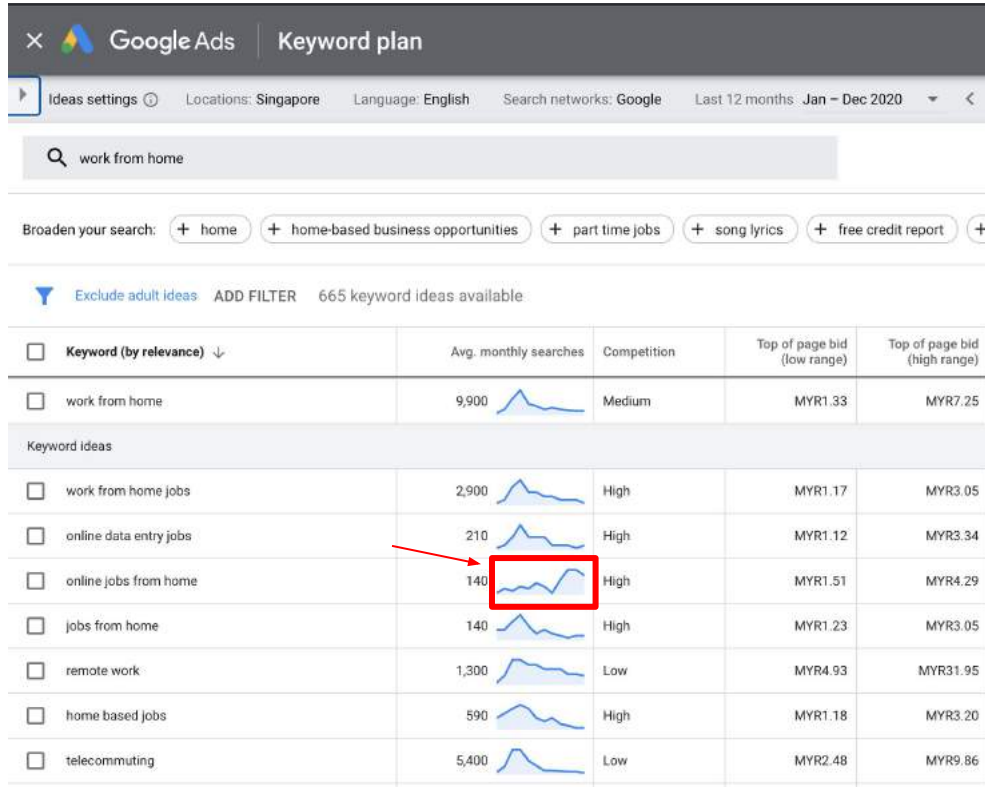 × Google Ads Keyword plan
Ideas settings Locations: Singapore Language: English Search networks: Google Last 12 months Jan – Dec 2020
work from home
Broaden your search: + home + home-based business opportunities + part time jobs + song lyrics + free credit report +
Exclude adult ideas ADD FILTER 665 keyword ideas available
Keyword (by relevance) ↓ Avg. monthly searches Competition Top of page bid (low range) Top of page bid (high range)
work from home 9,900 Medium MYR1.33 MYR7.25
Keyword ideas
work from home jobs 2,900 High MYR1.17 MYR3.05
online data entry jobs 210 High MYR1.12 MYR3.34
online jobs from home 140 High MYR1.51 MYR4.29
jobs from home 140 High MYR1.23 MYR3.05
remote work 1,300 Low MYR4.93 MYR31.95
home based jobs 590 High MYR1.18 MYR3.20
telecommuting 5,400 Low MYR2.48 MYR9.86